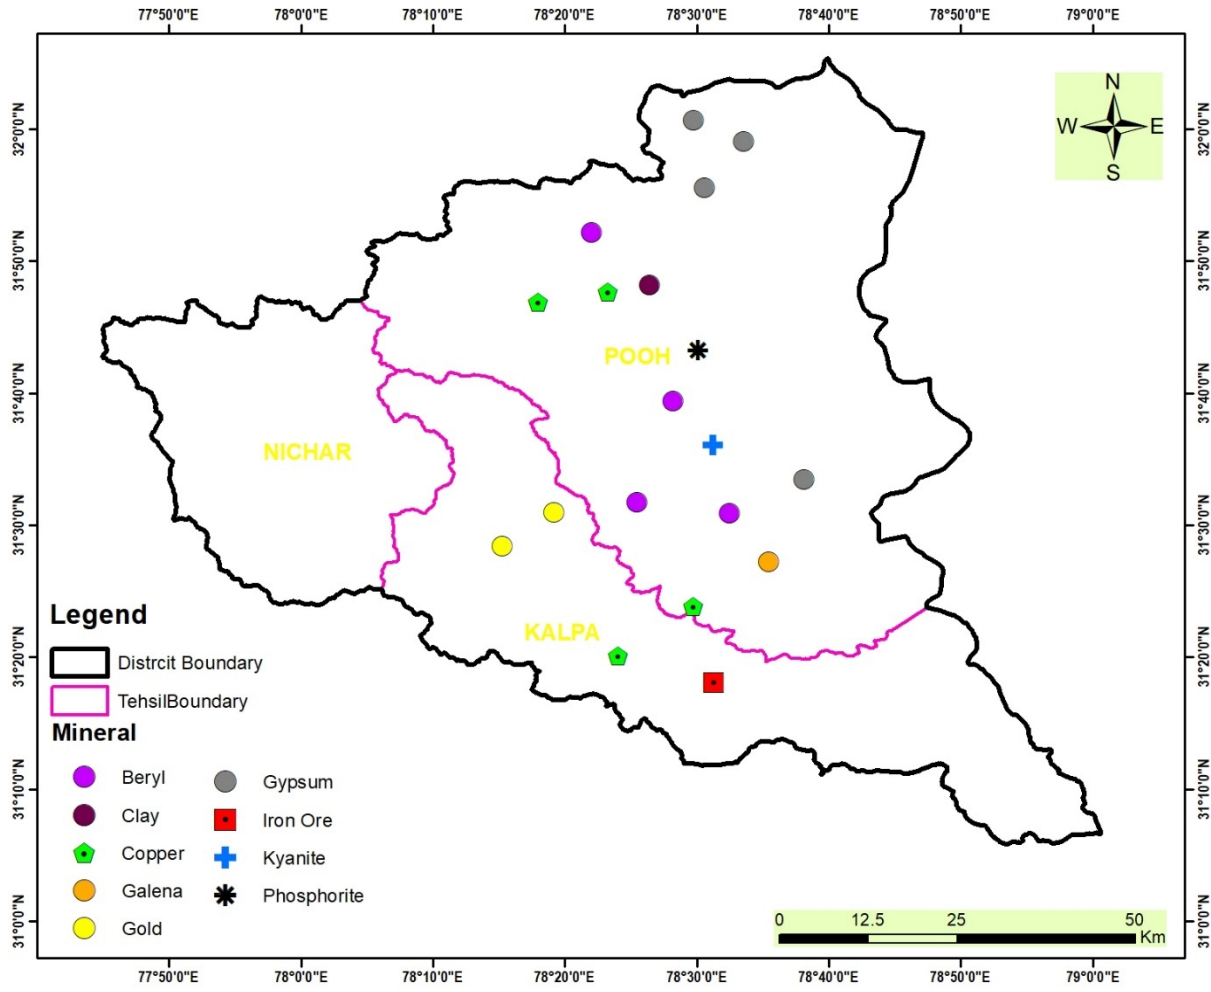 77°50'0"E 78°0'0"E 78°10'0"E 78°20'0"E 78°30'0"E 78°40'0"E 78°50'0"E 79°0'0"E
32°0'0"N
31°50'0"N
31°40'0"N
31°30'0"N
31°20'0"N
31°10'0"N
31°0'0"N
N
W E
S
32°0'0"N
31°50'0"N
31°40'0"N
31°30'0"N
31°20'0"N
31°10'0"N
31°0'0"N
POOH
NICHAR
KALPA
Legend
Distrcit Boundary
TehsilBoundary
Mineral
Beryl
Clay
Copper
Galena
Gold
Gypsum
Iron Ore
Kyanite
Phosphorite
0 12.5 25 50
Km
77°50'0"E 78°0'0"E 78°10'0"E 78°20'0"E 78°30'0"E 78°40'0"E 78°50'0"E 79°0'0"E